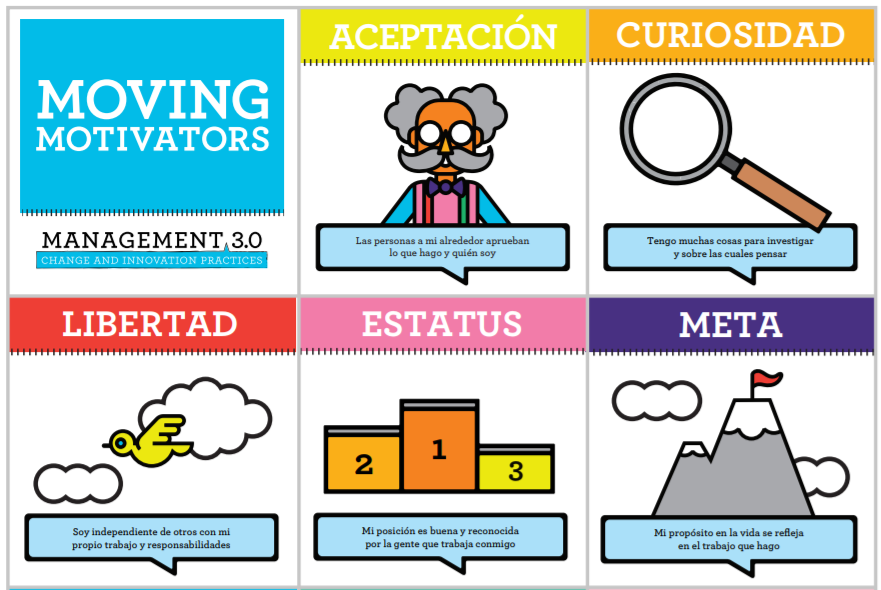 MOVING
MOTIVATORS
MANAGEMENT 3.0
CHANGE AND INNOVATION PRACTICES
ACEPTACIÓN
Las personas a mi alrededor aprueban
lo que hago y quién soy
CURIOSIDAD
Tengo muchas cosas para investigar
y sobre las cuales pensar
LIBERTAD
Soy independiente de otros con mi
propio trabajo y responsabilidades
ESTATUS
2
1
3
Mi posición es buena y reconocida
por la gente que trabaja conmigo
META
Mi propósito en la vida se refleja
en el trabajo que hago